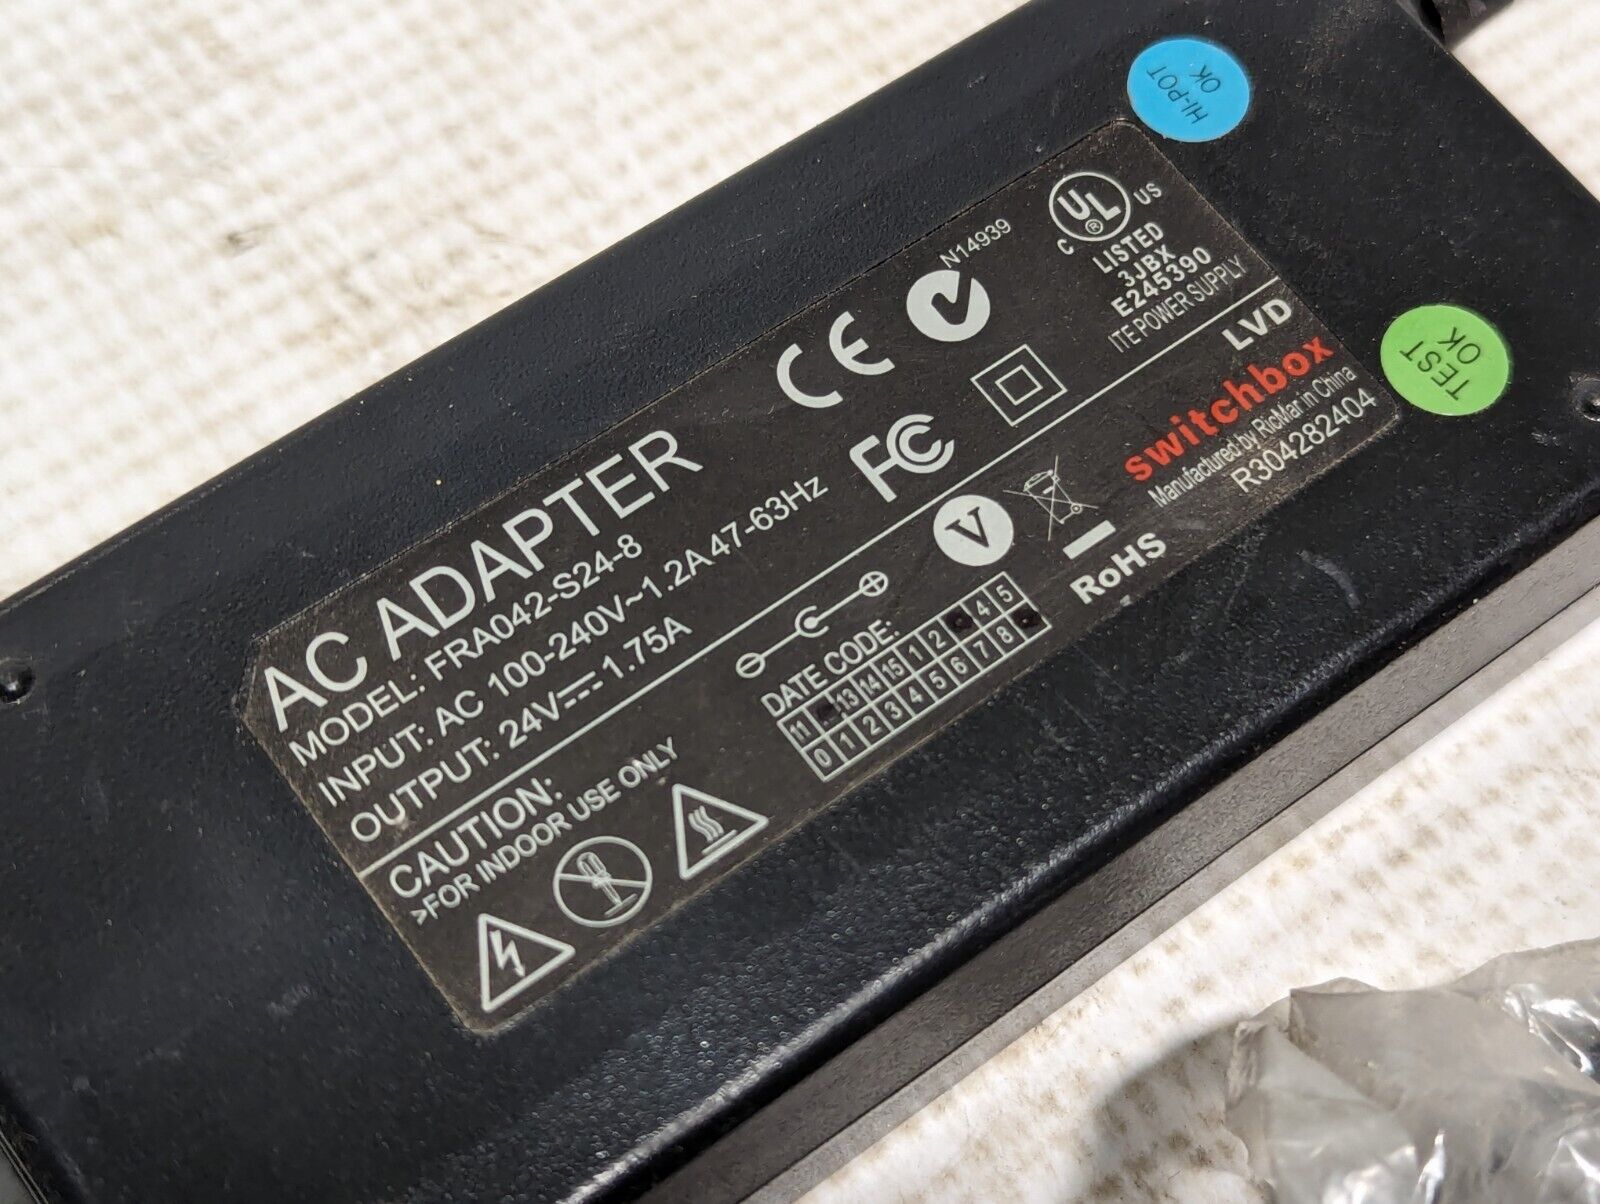 AC ADAPTER
MODEL: FRA042-S24-8
INPUT: AC 100-240V~1.2A 47-63Hz
OUTPUT: 24V 1.75A
CAUTION:
>FOR INDOOR USE ONLY
CE
N14939
FC
C UL US
®
LISTED
3JBX
E245390
ITE POWER SUPPLY
LVD
switchbox
Manufactured by RicMar in China
R304282404
V
RoHS
DATE CODE:
11 13 14 15 1 2 4 5
0 1 2 3 4 5 6 7 8
HI-POT
OK
TEST
OK